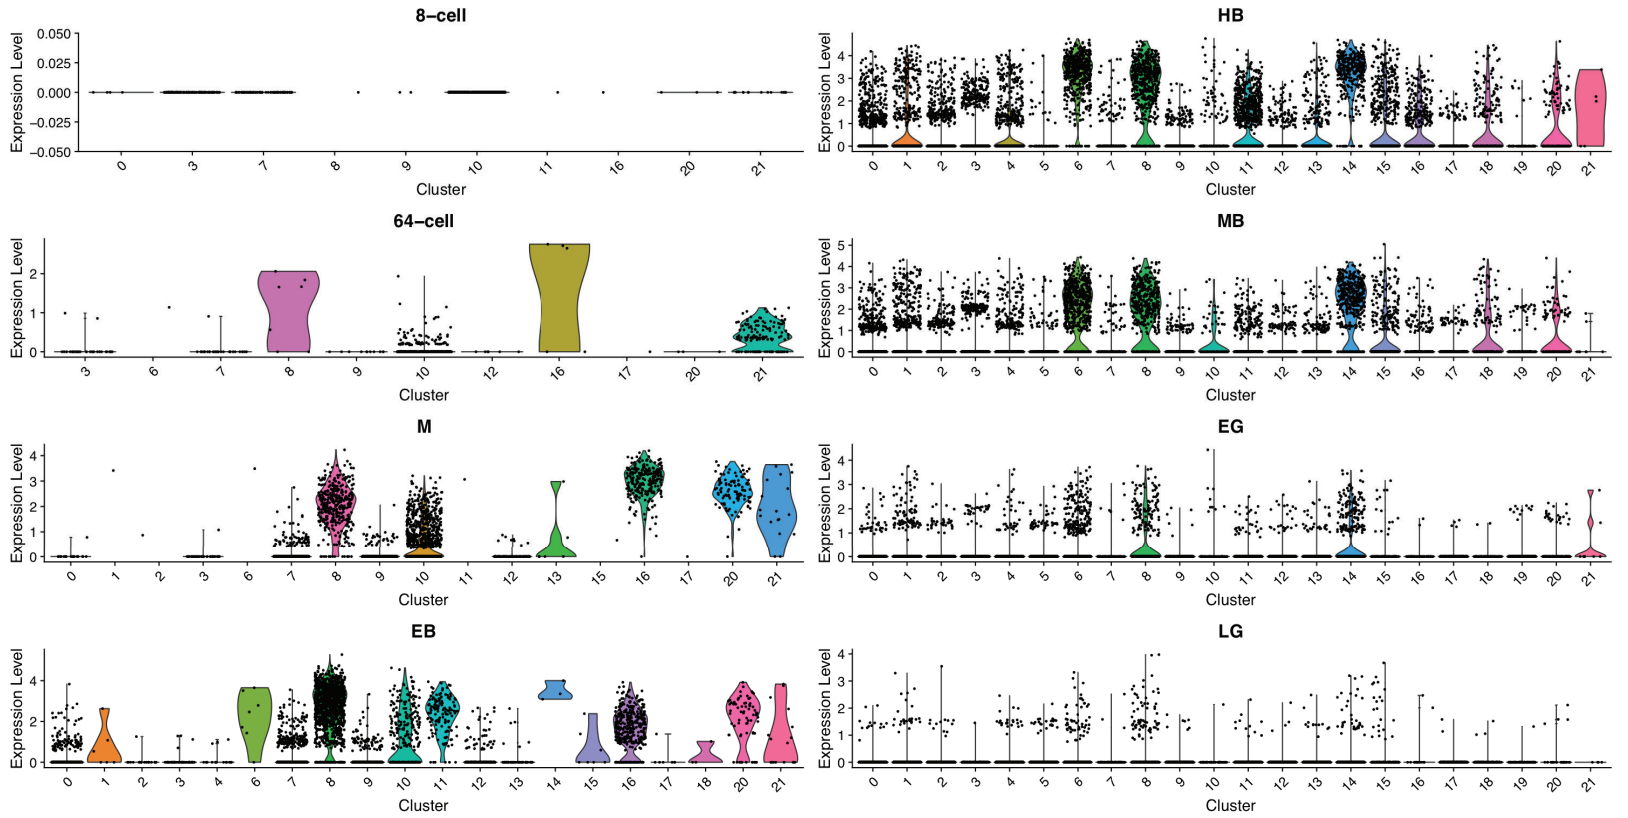 8−cell
Expression Level
0.050
0.025
0.000
−0.025
−0.050
0 3 7 8 9 10 11 16 20 21
Cluster
64−cell
Expression Level
2
1
0
3 6 7 8 9 10 12 16 17 20 21
Cluster
M
Expression Level
4
3
2
1
0
0 1 2 3 6 7 8 9 10 11 12 13 15 16 17 20 21
Cluster
EB
Expression Level
4
2
0
0 1 2 3 4 6 7 8 9 10 11 12 13 14 15 16 17 18 20 21
Cluster
HB
Expression Level
4
3
2
1
0
0 1 2 3 4 5 6 7 8 9 10 11 12 13 14 15 16 17 18 19 20 21
Cluster
MB
Expression Level
5
4
3
2
1
0
0 1 2 3 4 5 6 7 8 9 10 11 12 13 14 15 16 17 18 19 20 21
Cluster
EG
Expression Level
4
3
2
1
0
0 1 2 3 4 5 6 7 8 9 10 11 12 13 14 15 16 17 18 19 20 21
Cluster
LG
Expression Level
4
3
2
1
0
0 1 2 3 4 5 6 7 8 9 10 11 12 13 14 15 16 17 18 19 20 21
Cluster